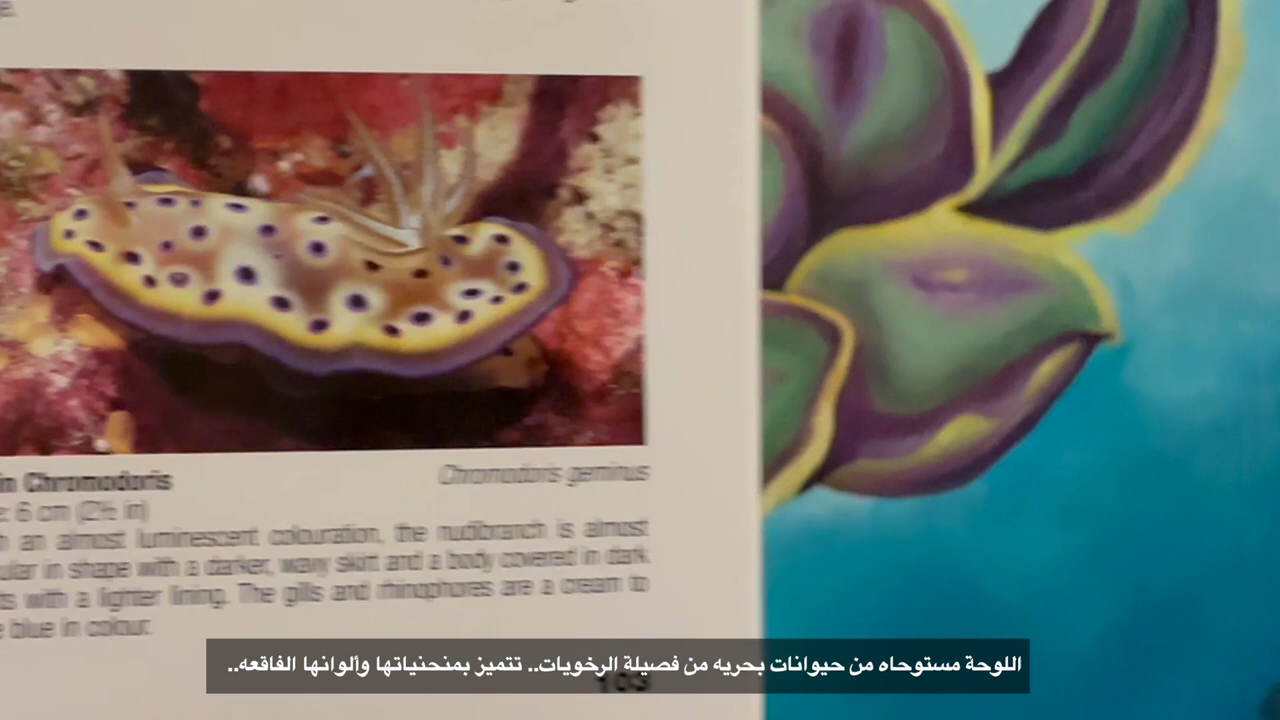 in Chromodoris
Chromodoris geminus
6 cm (2½ in)
an almost luminescent colouration, the nudibranch is almost
in shape with a darker, wavy skirt and a body covered in dark
with a lighter lining. The gills and rhinophores are a cream to
blue in colour.
اللوحة مستوحاه من حيوانات بحريه من فصيلة الرخويات.. تتميز بمنحنياتها وألوانها الفاقعه..